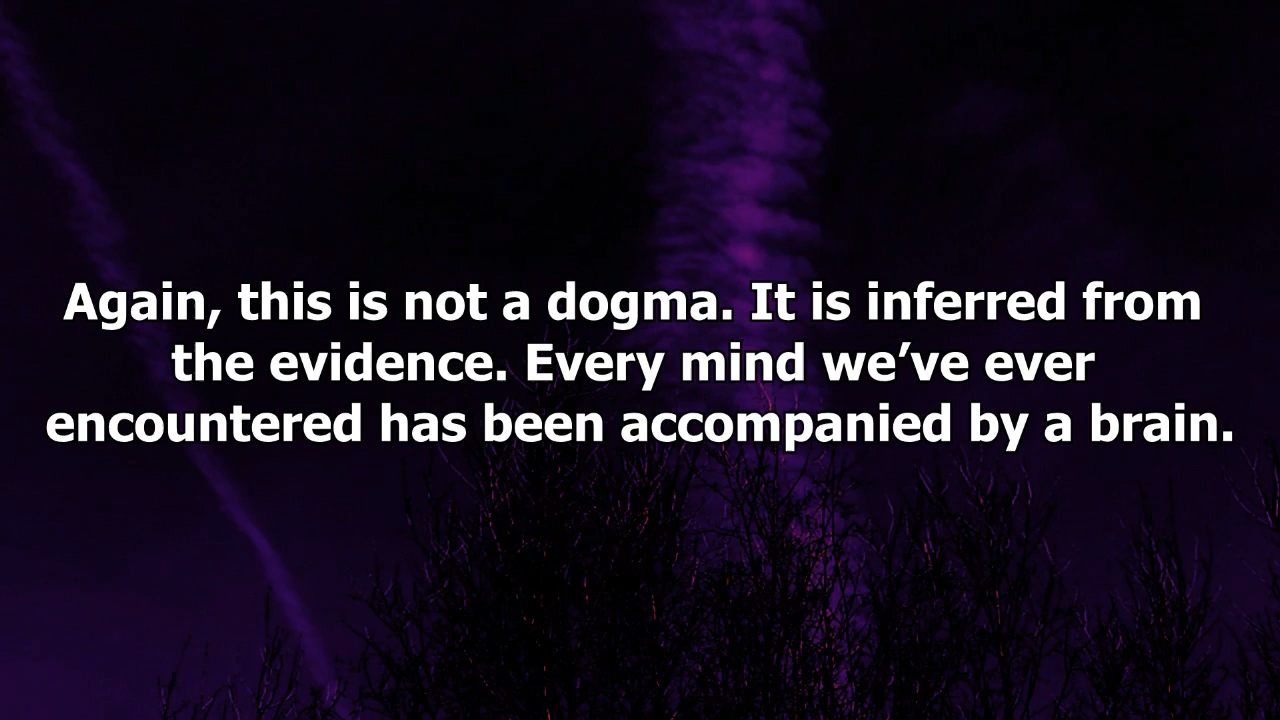 Again, this is not a dogma. It is inferred from
the evidence. Every mind we’ve ever
encountered has been accompanied by a brain.